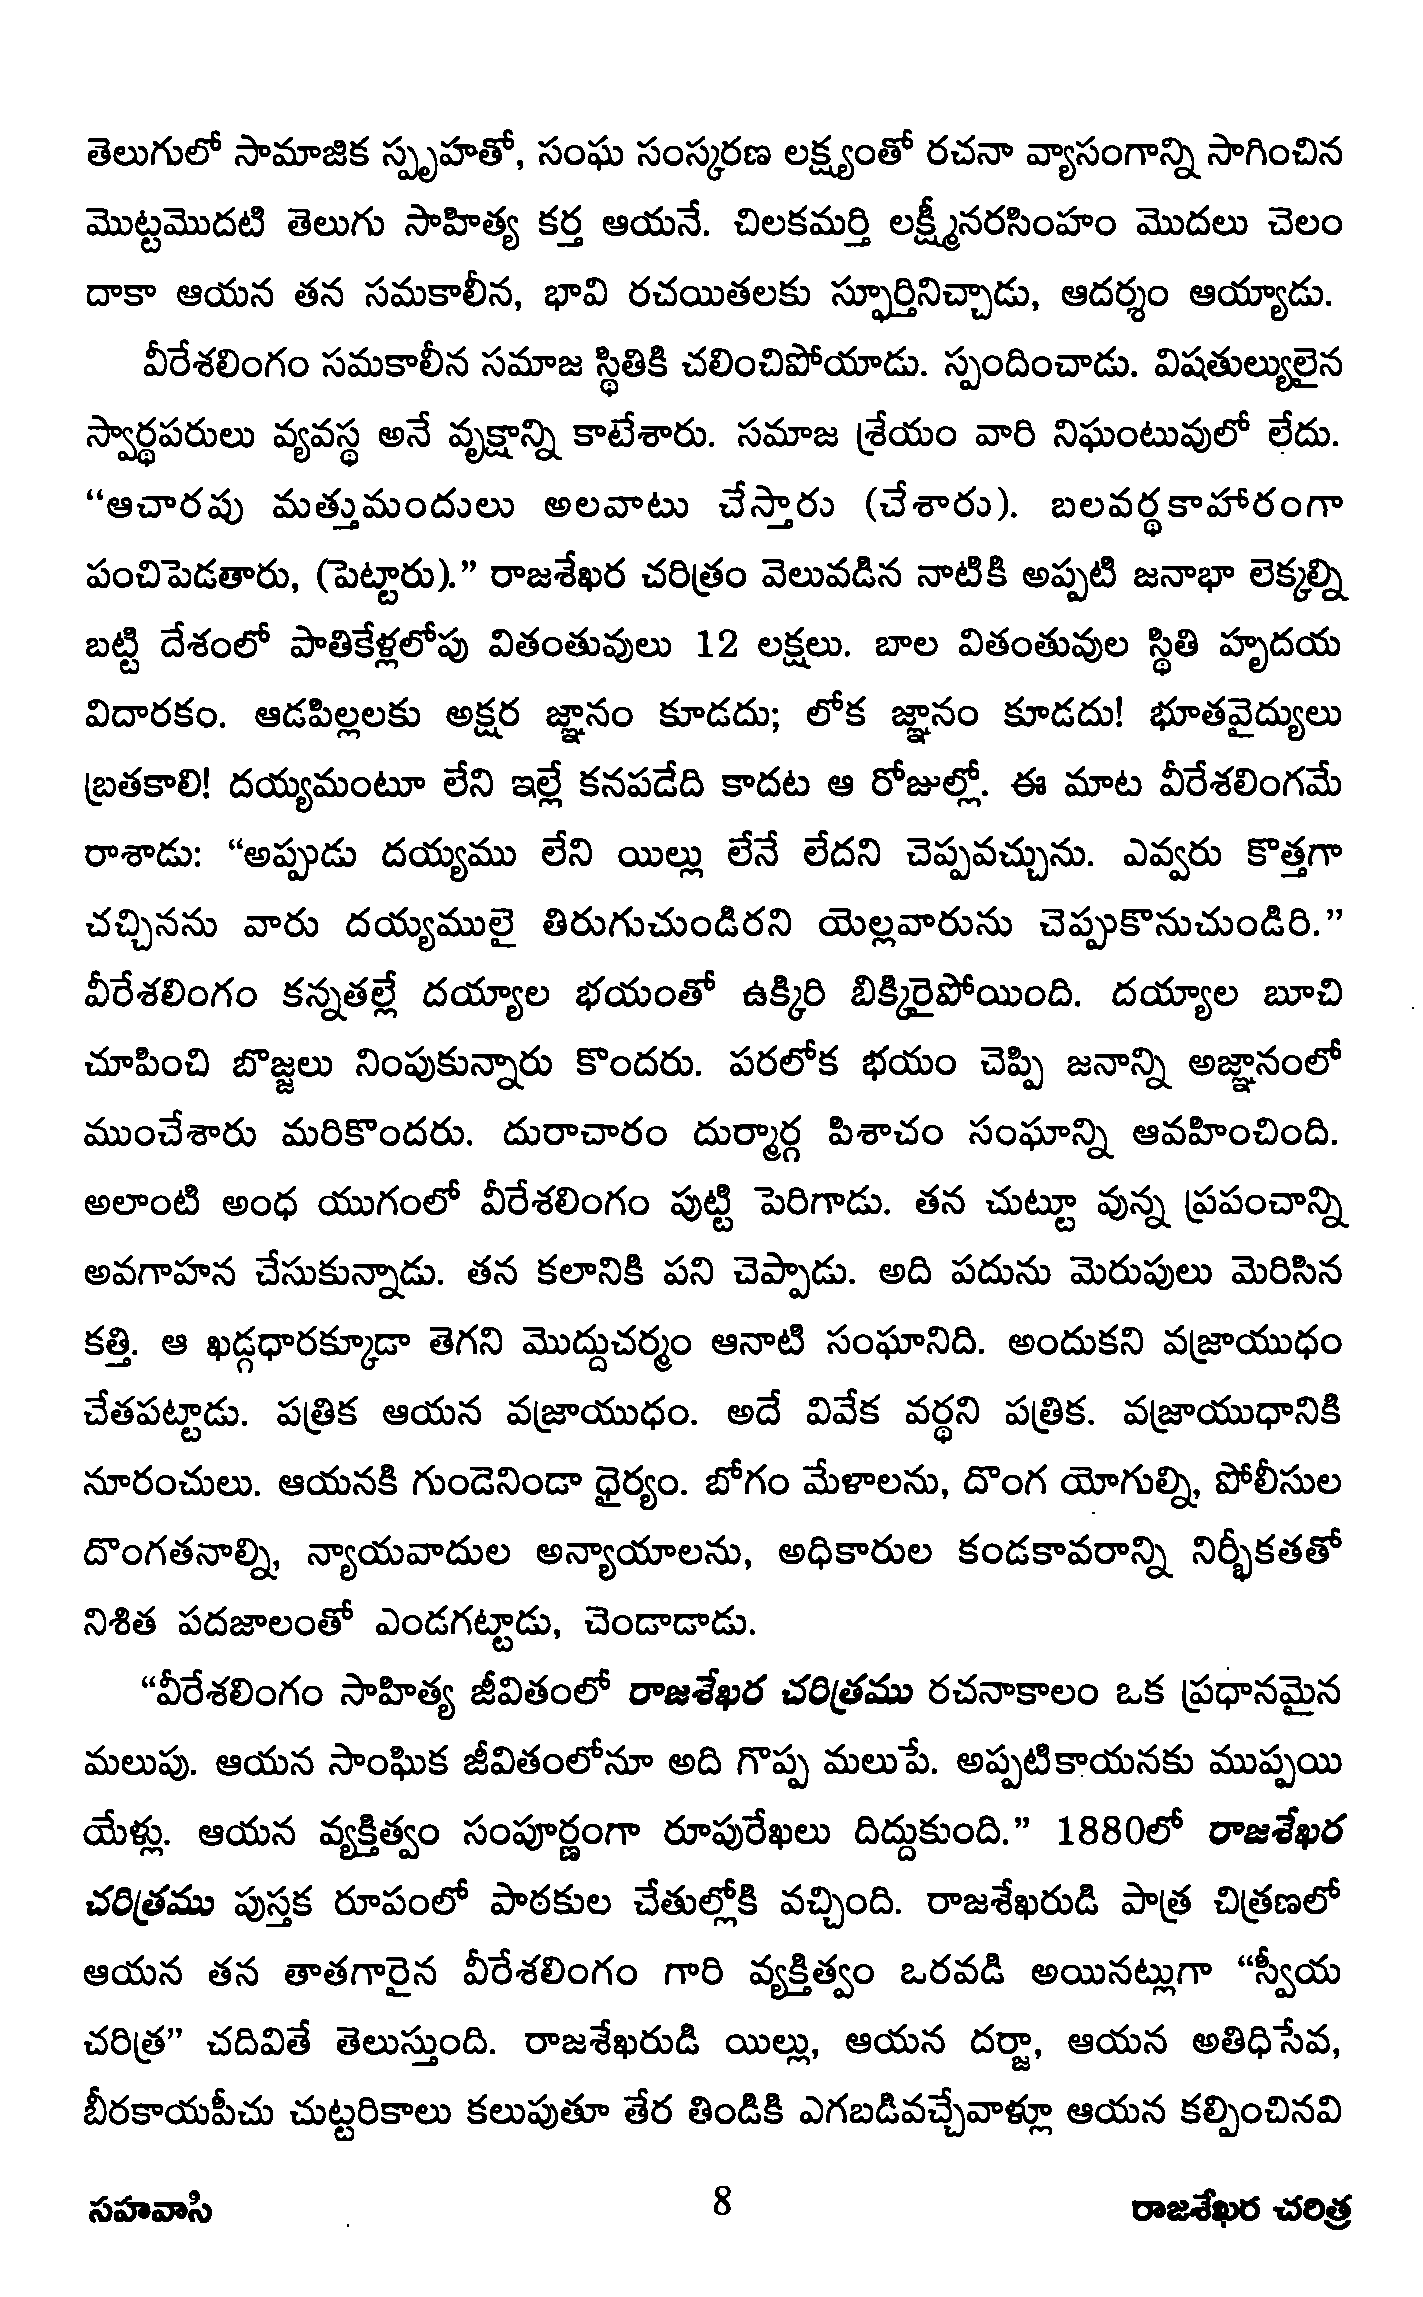 తెలుగులో సామాజిక స్పృహతో, సంఘ సంస్కరణ లక్ష్యంతో రచనా వ్యాసంగాన్ని సాగించిన
మొట్టమొదటి తెలుగు సాహిత్య కర్త ఆయనే. చిలకమర్తి లక్ష్మీనరసింహం మొదలు చెలం
దాకా ఆయన తన సమకాలీన, భావి రచయితలకు స్ఫూర్తినిచ్చాడు, ఆదర్శం ఆయ్యాడు.
వీరేశలింగం సమకాలీన సమాజ స్థితికి చలించిపోయాడు. స్పందించాడు. విషతుల్యులైన
స్వార్థపరులు వ్యవస్థ అనే వృక్షాన్ని కాటేశారు. సమాజ శ్రేయం వారి నిఘంటువులో లేదు.
“ఆచారపు మత్తుమందులు అలవాటు చేస్తారు (చేశారు). బలవర్థకాహారంగా
పంచిపెడతారు, (పెట్టారు).” రాజశేఖర చరిత్రం వెలువడిన నాటికి అప్పటి జనాభా లెక్కల్ని
బట్టి దేశంలో పాతికేళ్లలోపు వితంతువులు 12 లక్షలు. బాల వితంతువుల స్థితి హృదయ
విదారకం. ఆడపిల్లలకు అక్షర జ్ఞానం కూడదు; లోక జ్ఞానం కూడదు! భూతవైద్యులు
బ్రతకాలి! దయ్యమంటూ లేని ఇల్లే కనపడేది కాదట ఆ రోజుల్లో. ఈ మాట వీరేశలింగమే
రాశాడు: “అప్పుడు దయ్యము లేని యిల్లు లేనే లేదని చెప్పవచ్చును. ఎవ్వరు కొత్తగా
చచ్చినను వారు దయ్యములై తిరుగుచుండిరని యెల్లవారును చెప్పుకొనుచుండిరి.”
వీరేశలింగం కన్నతల్లే దయ్యాల భయంతో ఉక్కిరి బిక్కిరైపోయింది. దయ్యాల బూచి
చూపించి బొజ్జలు నింపుకున్నారు కొందరు. పరలోక భయం చెప్పి జనాన్ని అజ్ఞానంలో
ముంచేశారు మరికొందరు. దురాచారం దుర్మార్గ పిశాచం సంఘాన్ని ఆవహించింది.
అలాంటి అంధ యుగంలో వీరేశలింగం పుట్టి పెరిగాడు. తన చుట్టూ వున్న ప్రపంచాన్ని
అవగాహన చేసుకున్నాడు. తన కలానికి పని చెప్పాడు. అది పదును మెరుపులు మెరిసిన
కత్తి. ఆ ఖడ్గధారక్కూడా తెగని మొద్దుచర్మం ఆనాటి సంఘానిది. అందుకని వజ్రాయుధం
చేతపట్టాడు. పత్రిక ఆయన వజ్రాయుధం. అదే వివేక వర్థని పత్రిక. వజ్రాయుధానికి
నూరంచులు. ఆయనకి గుండెనిండా ధైర్యం. బోగం మేళాలను, దొంగ యోగుల్ని, పోలీసుల
దొంగతనాల్ని, న్యాయవాదుల అన్యాయాలను, అధికారుల కండకావరాన్ని నిర్భీకతతో
నిశిత పదజాలంతో ఎండగట్టాడు, చెండాడాడు.
“వీరేశలింగం సాహిత్య జీవితంలో రాజశేఖర చరిత్రము రచనాకాలం ఒక ప్రధానమైన
మలుపు. ఆయన సాంఘిక జీవితంలోనూ అది గొప్ప మలుపే. అప్పటికాయనకు ముప్పయి
యేళ్లు. ఆయన వ్యక్తిత్వం సంపూర్ణంగా రూపురేఖలు దిద్దుకుంది.” 1880లో రాజశేఖర
చరిత్రము పుస్తక రూపంలో పాఠకుల చేతుల్లోకి వచ్చింది. రాజశేఖరుడి పాత్ర చిత్రణలో
ఆయన తన తాతగారైన వీరేశలింగం గారి వ్యక్తిత్వం ఒరవడి అయినట్లుగా “స్వీయ
చరిత్ర” చదివితే తెలుస్తుంది. రాజశేఖరుడి యిల్లు, ఆయన దర్జా, ఆయన అతిధిసేవ,
బీరకాయపీచు చుట్టరికాలు కలుపుతూ తేర తిండికి ఎగబడివచ్చేవాళ్లూ ఆయన కల్పించినవి
సహవాసి 8 రాజశేఖర చరిత్ర